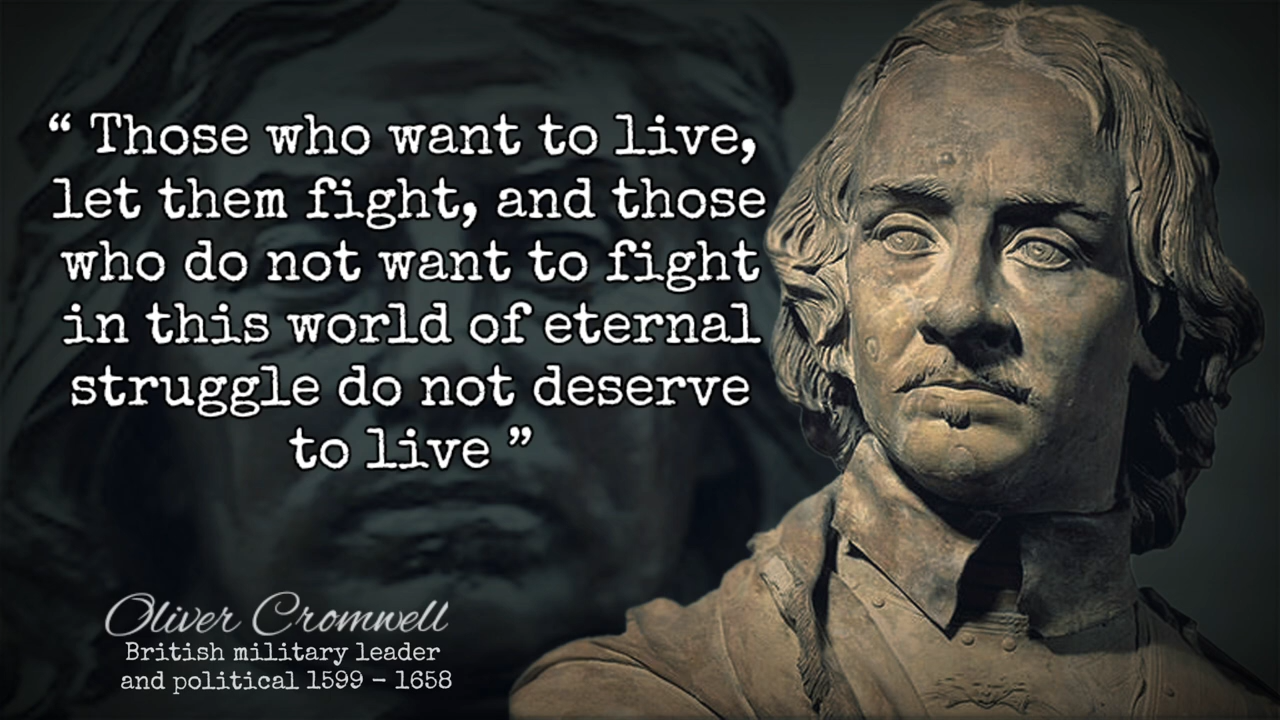 “ Those who want to live,
let them fight, and those
who do not want to fight
in this world of eternal
struggle do not deserve
to live ”
Oliver Cromwell
British military leader
and political 1599 - 1658